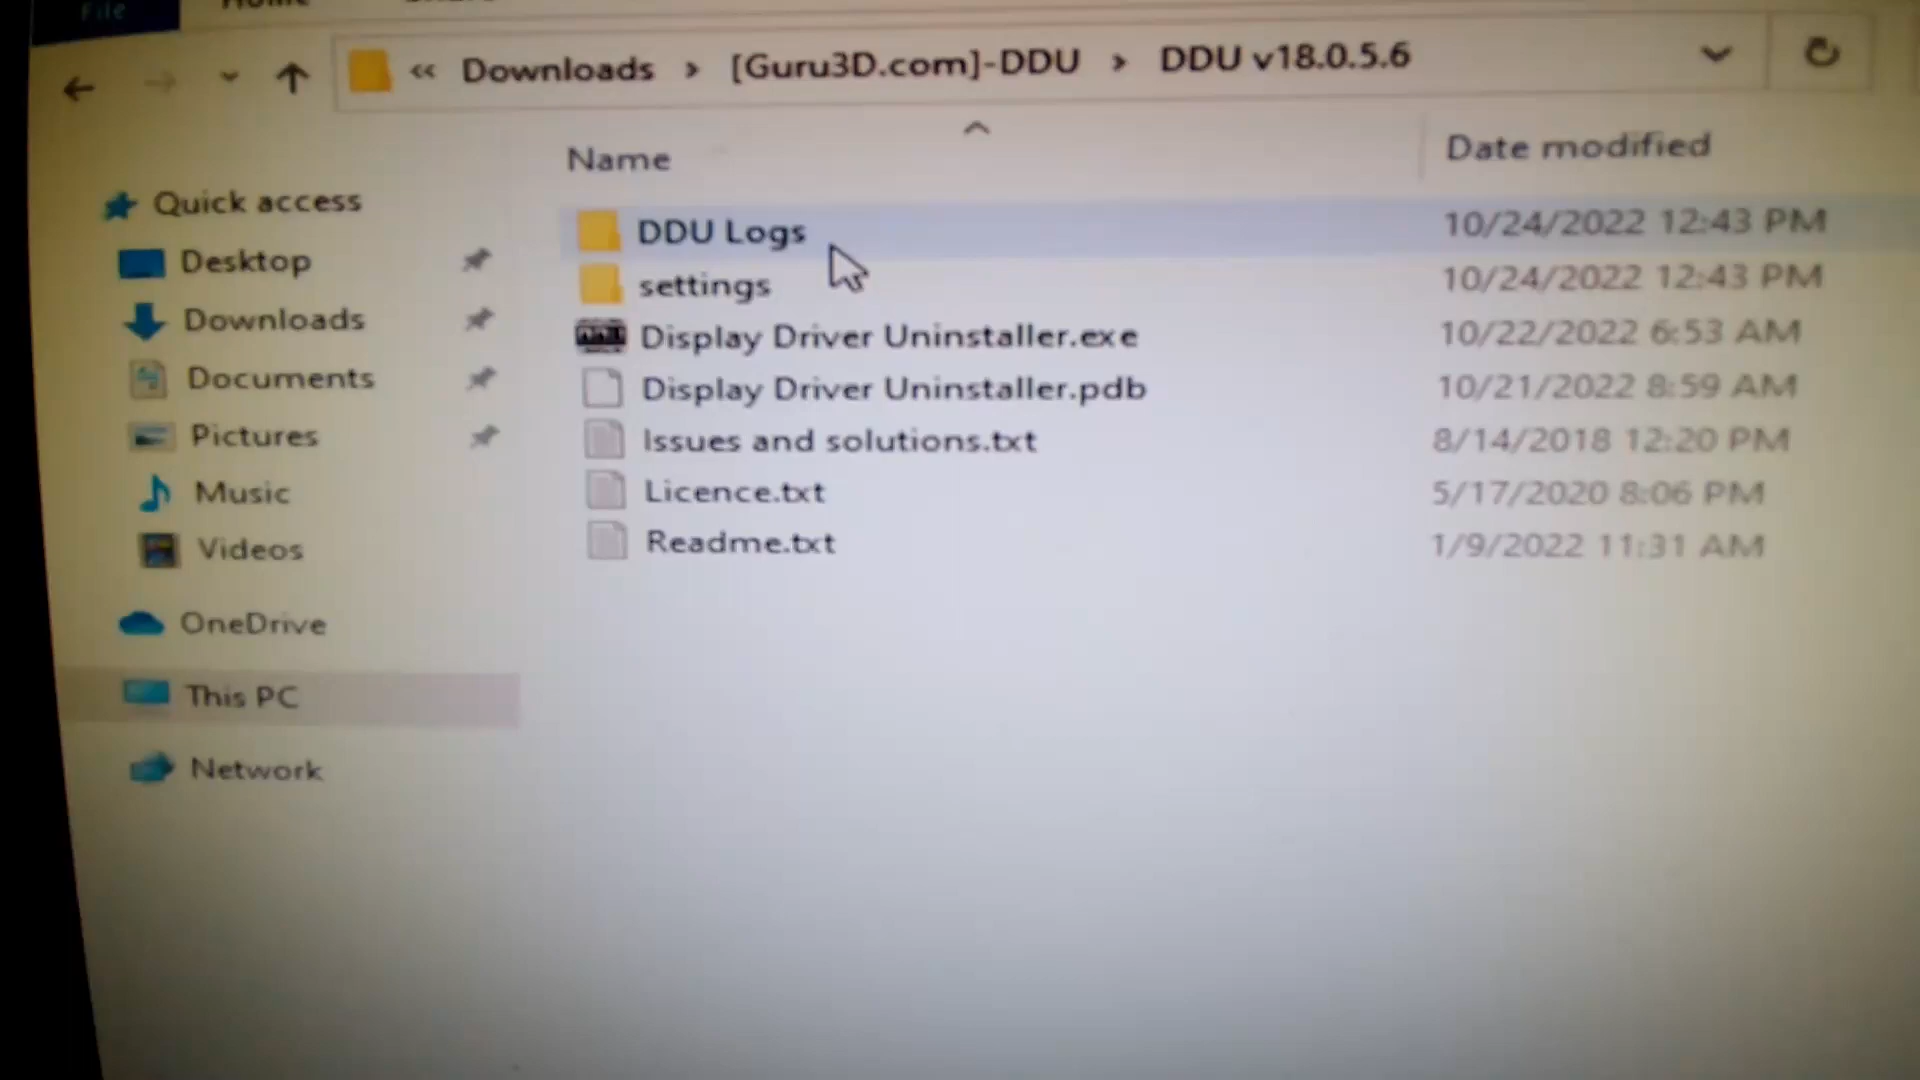 File Home Share
« Downloads > [Guru3D.com]-DDU > DDU v18.0.5.6
Name Date modified
Quick access
Desktop
Downloads
Documents
Pictures
Music
Videos
OneDrive
This PC
Network
DDU Logs 10/24/2022 12:43 PM
settings 10/24/2022 12:43 PM
Display Driver Uninstaller.exe 10/22/2022 6:53 AM
Display Driver Uninstaller.pdb 10/21/2022 8:59 AM
Issues and solutions.txt 8/14/2018 12:20 PM
Licence.txt 5/17/2020 8:06 PM
Readme.txt 1/9/2022 11:31 AM